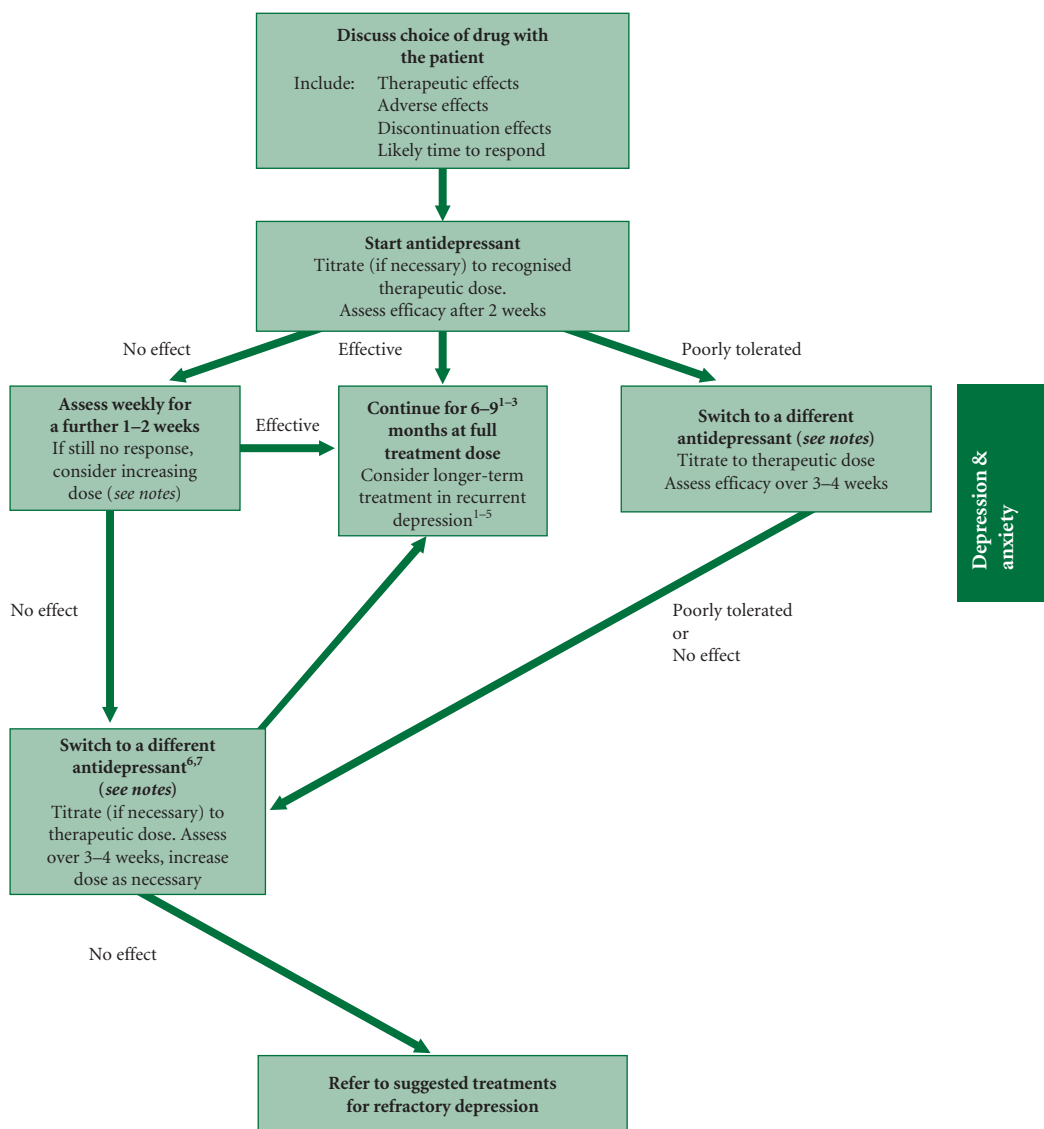 Discuss choice of drug with
the patient
Include: Therapeutic effects
Adverse effects
Discontinuation effects
Likely time to respond
Start antidepressant
Titrate (if necessary) to recognised
therapeutic dose.
Assess efficacy after 2 weeks
No effect
Effective
Poorly tolerated
Assess weekly for
a further 1–2 weeks
If still no response,
consider increasing
dose (see notes)
Effective
Continue for 6–9¹⁻³
months at full
treatment dose
Consider longer-term
treatment in recurrent
depression¹⁻⁵
Switch to a different
antidepressant (see notes)
Titrate to therapeutic dose
Assess efficacy over 3–4 weeks
Depression &
anxiety
No effect
Poorly tolerated
or
No effect
Switch to a different
antidepressant⁶,⁷
(see notes)
Titrate (if necessary) to
therapeutic dose. Assess
over 3–4 weeks, increase
dose as necessary
No effect
Refer to suggested treatments
for refractory depression